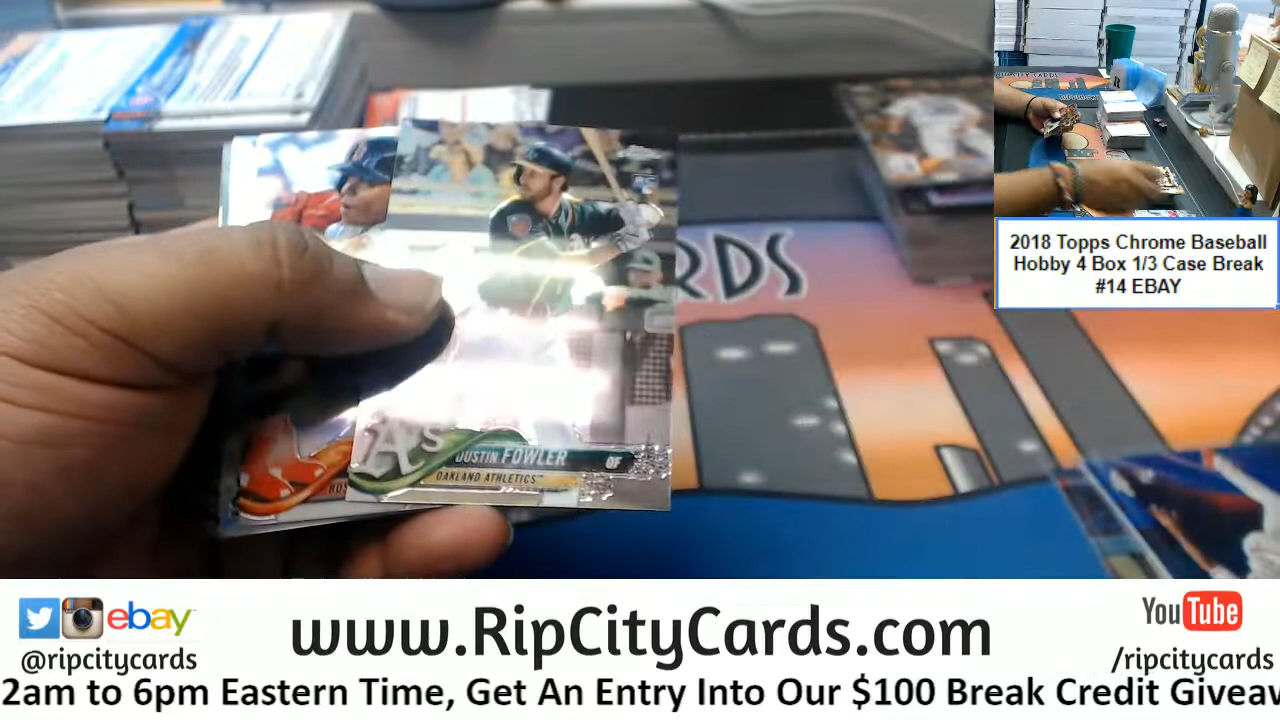 RDS
A's
DUSTIN FOWLER OF
OAKLAND ATHLETICS™
2018 Topps Chrome Baseball
Hobby 4 Box 1/3 Case Break
#14 EBAY
ebay
@ripcitycards
www.RipCityCards.com
YouTube
/ripcitycards
2am to 6pm Eastern Time, Get An Entry Into Our $100 Break Credit Giveaw